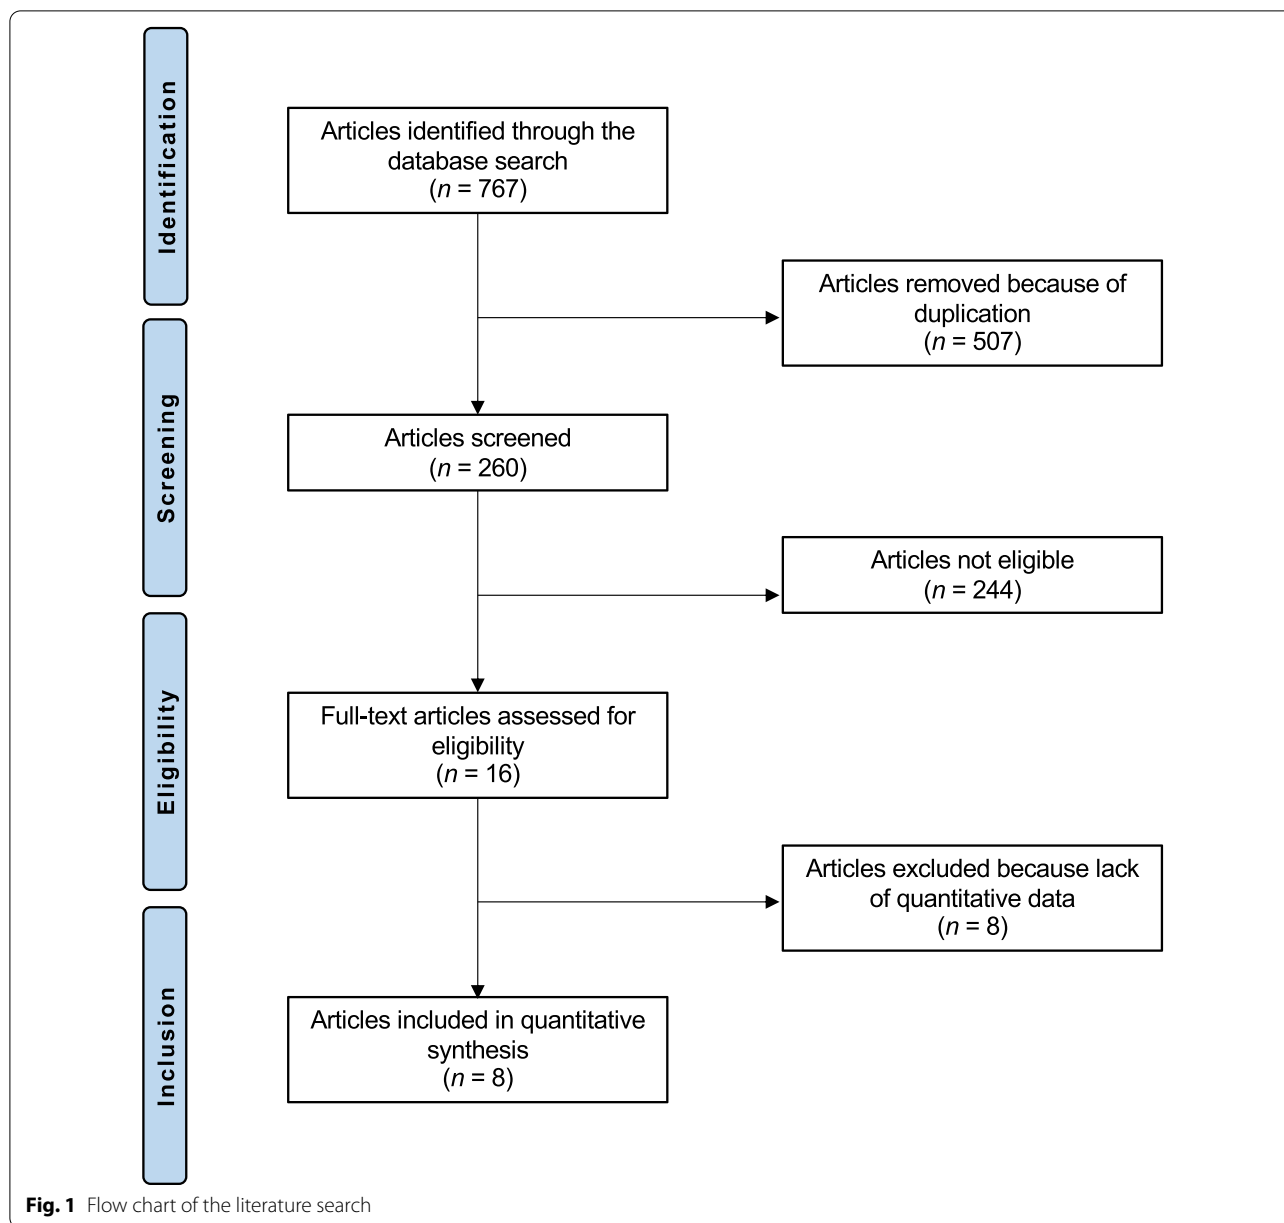 Identification
Articles identified through the
database search
(n = 767)
Articles removed because of
duplication
(n = 507)
Screening
Articles screened
(n = 260)
Articles not eligible
(n = 244)
Eligibility
Full-text articles assessed for
eligibility
(n = 16)
Articles excluded because lack
of quantitative data
(n = 8)
Inclusion
Articles included in quantitative
synthesis
(n = 8)
Fig. 1 Flow chart of the literature search